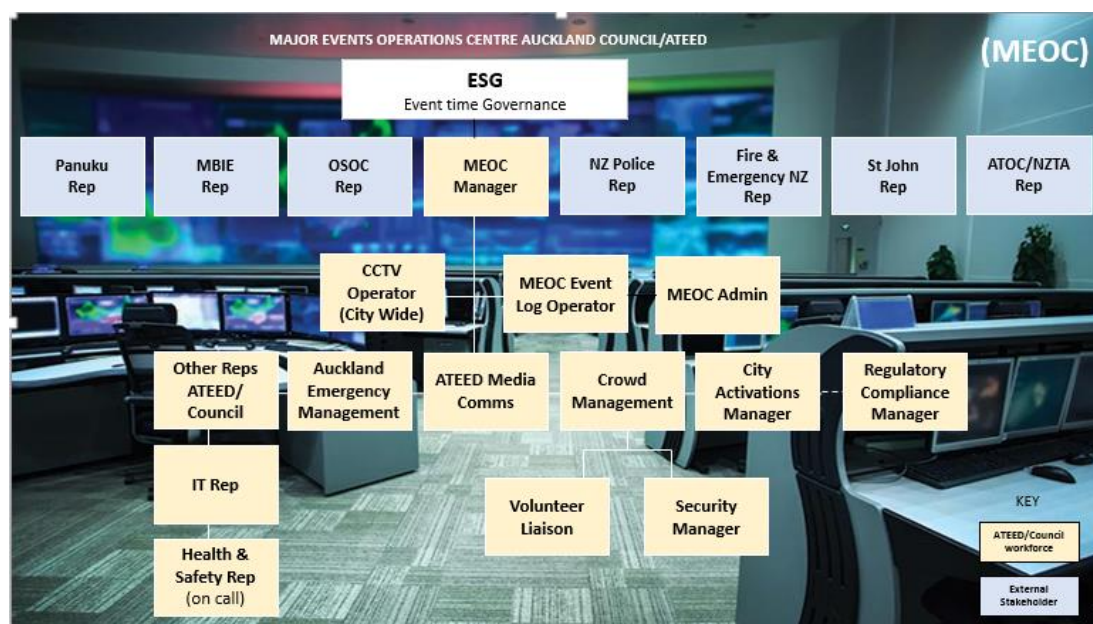 MAJOR EVENTS OPERATIONS CENTRE AUCKLAND COUNCIL/ATEED
(MEOC)
ESG
Event time Governance
Panuku
Rep
MBIE
Rep
OSOC
Rep
MEOC
Manager
NZ Police
Rep
Fire &
Emergency NZ
Rep
St John
Rep
ATOC/NZTA
Rep
CCTV
Operator
(City Wide)
MEOC Event
Log Operator
MEOC Admin
Other Reps
ATEED/
Council
Auckland
Emergency
Management
ATEED Media
Comms
Crowd
Management
City
Activations
Manager
Regulatory
Compliance
Manager
IT Rep
Volunteer
Liaison
Security
Manager
Health &
Safety Rep
(on call)
KEY
ATEED/Council
workforce
External
Stakeholder